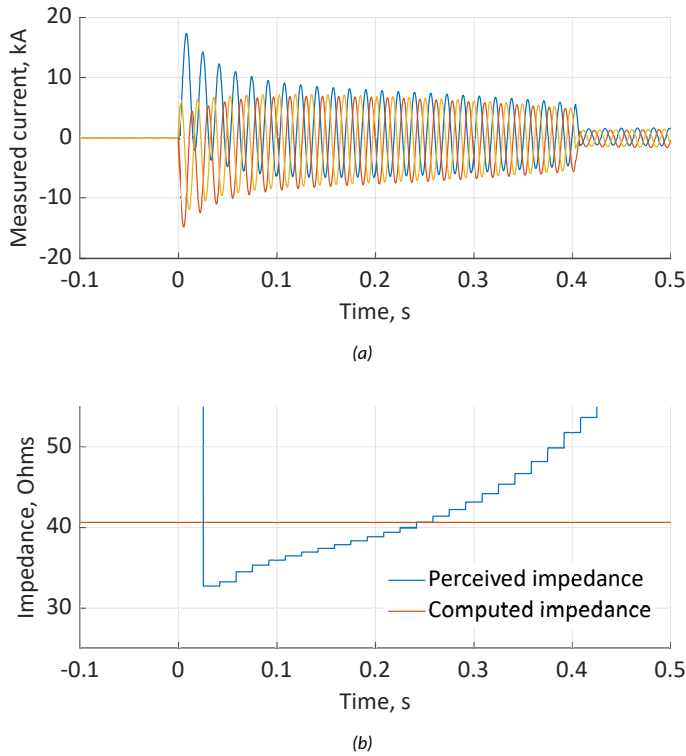 Measured current, kA
20
10
0
-10
-20
-0.1 0 0.1 0.2 0.3 0.4 0.5
Time, s
(a)
Impedance, Ohms
50
40
30
Perceived impedance
Computed impedance
-0.1 0 0.1 0.2 0.3 0.4 0.5
Time, s
(b)